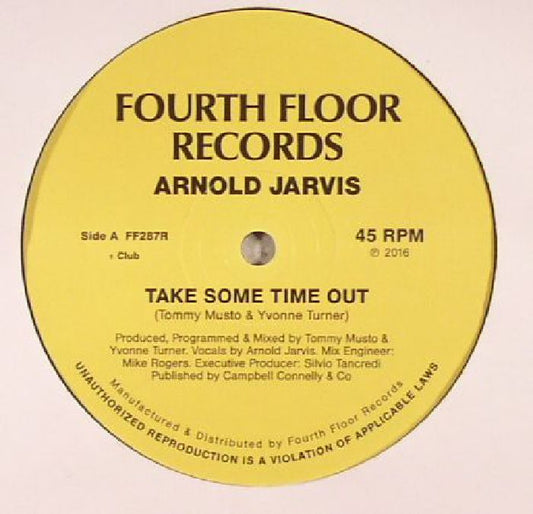 FOURTH FLOOR
RECORDS
ARNOLD JARVIS
Side A FF287R
45 RPM
Club
℗ 2016
TAKE SOME TIME OUT
(Tommy Musto & Yvonne Turner)
Produced, Programmed & Mixed by Tommy Musto &
Yvonne Turner. Vocals by Arnold Jarvis. Mix Engineer:
Mike Rogers. Executive Producer: Silvio Tancredi
Published by Campbell Connelly & Co
Manufactured & Distributed by Fourth Floor Records
UNAUTHORIZED REPRODUCTION IS A VIOLATION OF APPLICABLE LAWS